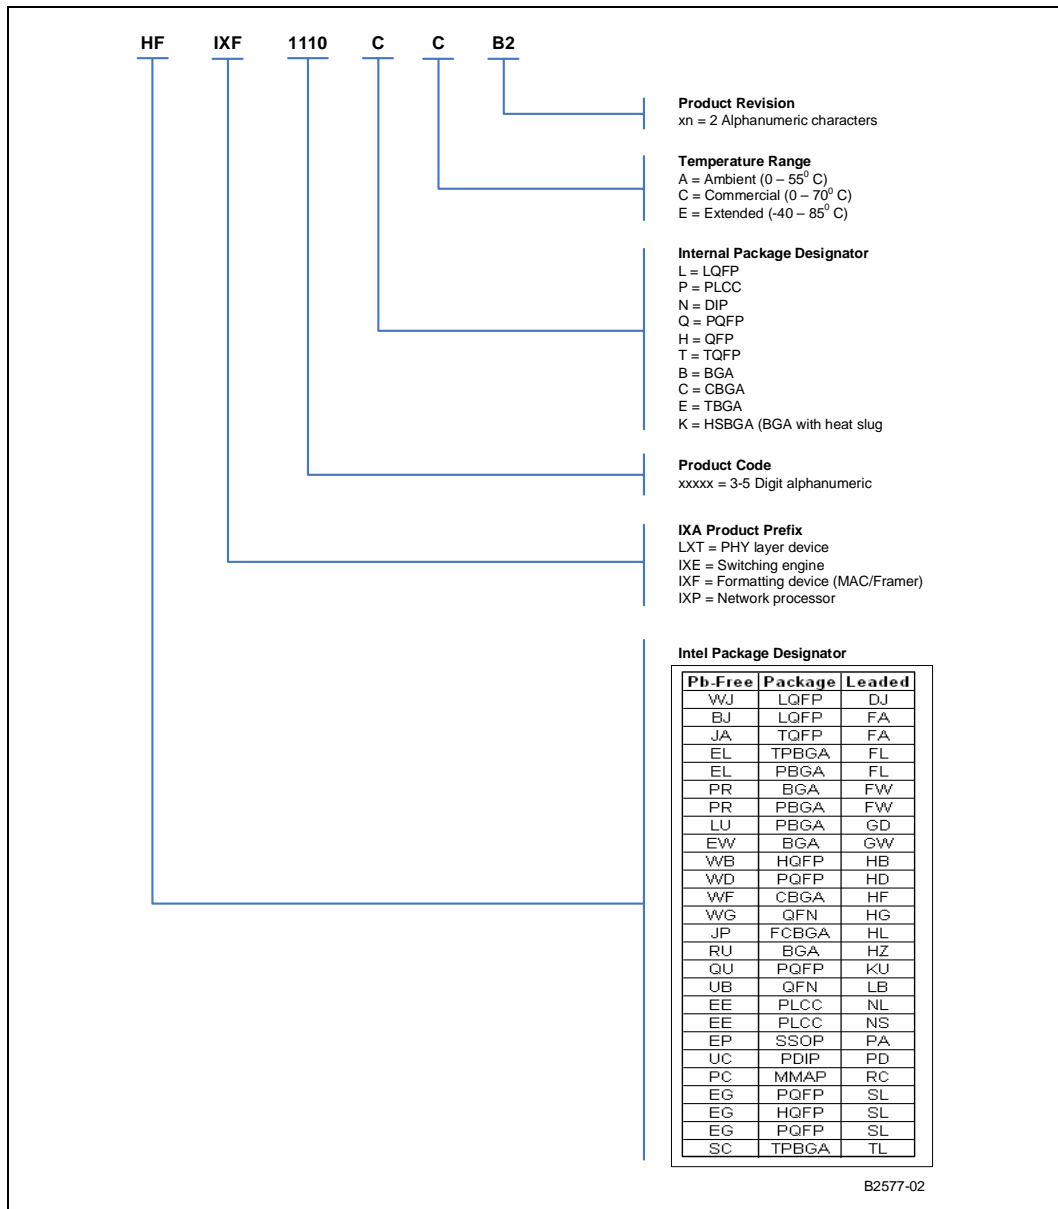 HF IXF 1110 C C B2
Product Revision
xn = 2 Alphanumeric characters
Temperature Range
A = Ambient (0 – 55⁰ C)
C = Commercial (0 – 70⁰ C)
E = Extended (-40 – 85⁰ C)
Internal Package Designator
L = LQFP
P = PLCC
N = DIP
Q = PQFP
H = QFP
T = TQFP
B = BGA
C = CBGA
E = TBGA
K = HSBGA (BGA with heat slug
Product Code
xxxxx = 3-5 Digit alphanumeric
IXA Product Prefix
LXT = PHY layer device
IXE = Switching engine
IXF = Formatting device (MAC/Framer)
IXP = Network processor
Intel Package Designator
Pb-Free Package Leaded
WJ LQFP DJ
BJ LQFP FA
JA TQFP FA
EL TPBGA FL
EL PBGA FL
PR BGA FW
PR PBGA FW
LU PBGA GD
EW BGA GW
WB HQFP HB
WD PQFP HD
WF CBGA HF
WG QFN HG
JP FCBGA HL
RU BGA HZ
QU PQFP KU
UB QFN LB
EE PLCC NL
EE PLCC NS
EP SSOP PA
UC PDIP PD
PC MMAP RC
EG PQFP SL
EG HQFP SL
EG PQFP SL
SC TPBGA TL
B2577-02